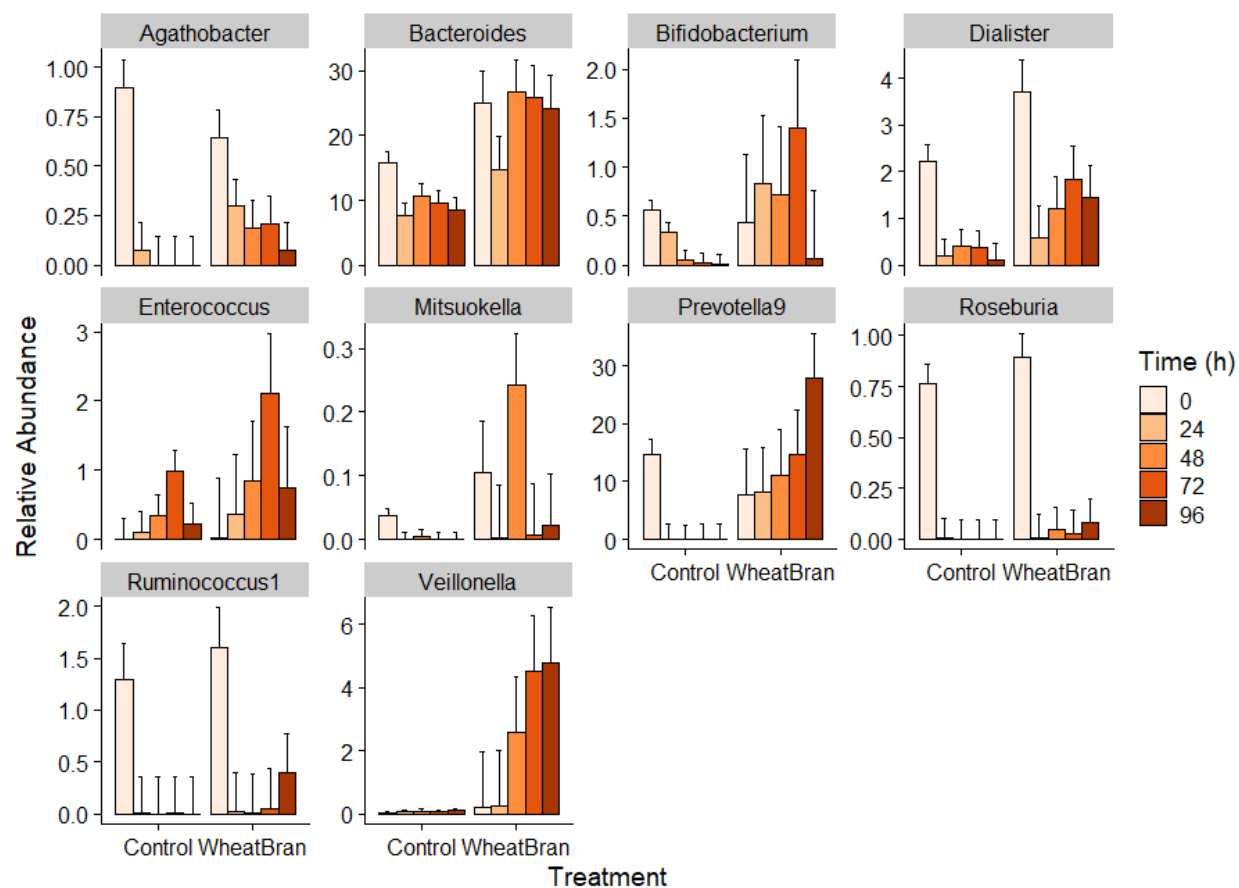 Agathobacter
Bacteroides
Bifidobacterium
Dialister
1.00
0.75
0.50
0.25
0.00
30
20
10
0
2.0
1.5
1.0
0.5
0.0
4
3
2
1
0
Enterococcus
Mitsuokella
Prevotella9
Roseburia
3
2
1
0
0.3
0.2
0.1
0.0
30
20
10
0
1.00
0.75
0.50
0.25
0.00
Control WheatBran
Control WheatBran
Ruminococcus1
Veillonella
2.0
1.5
1.0
0.5
0.0
6
4
2
0
Control WheatBran
Control WheatBran
Relative Abundance
Treatment
Time (h)
0
24
48
72
96